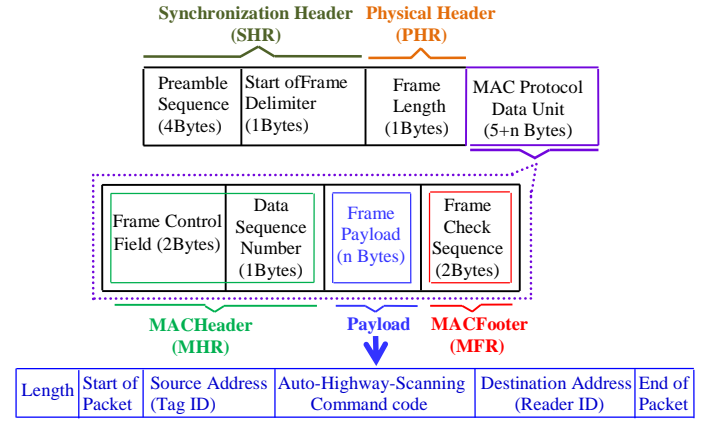 Synchronization Header Physical Header
(SHR) (PHR)
Preamble
Sequence
(4Bytes)
Start ofFrame
Delimiter
(1Bytes)
Frame
Length
(1Bytes)
MAC Protocol
Data Unit
(5+n Bytes)
Frame Control
Field (2Bytes)
Data
Sequence
Number
(1Bytes)
Frame
Payload
(n Bytes)
Frame
Check
Sequence
(2Bytes)
MACHeader
(MHR)
Payload
MACFooter
(MFR)
Length
Start of
Packet
Source Address
(Tag ID)
Auto-Highway-Scanning
Command code
Destination Address
(Reader ID)
End of
Packet